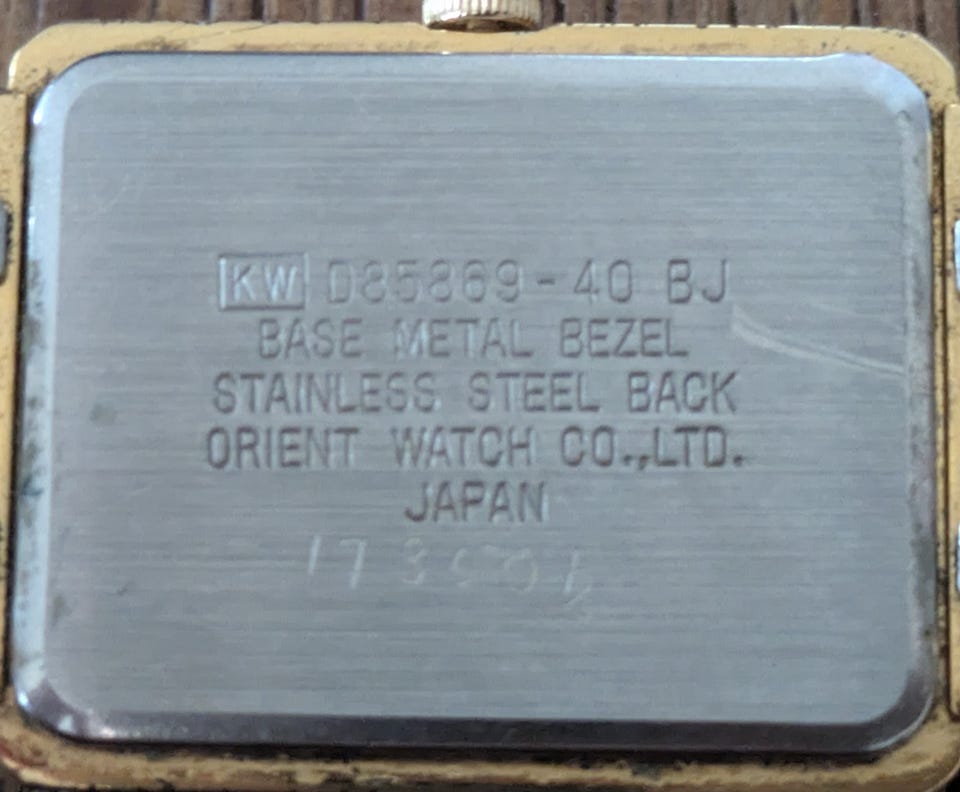 KW D85869-40 BJ
BASE METAL BEZEL
STAINLESS STEEL BACK
ORIENT WATCH CO.,LTD.
JAPAN